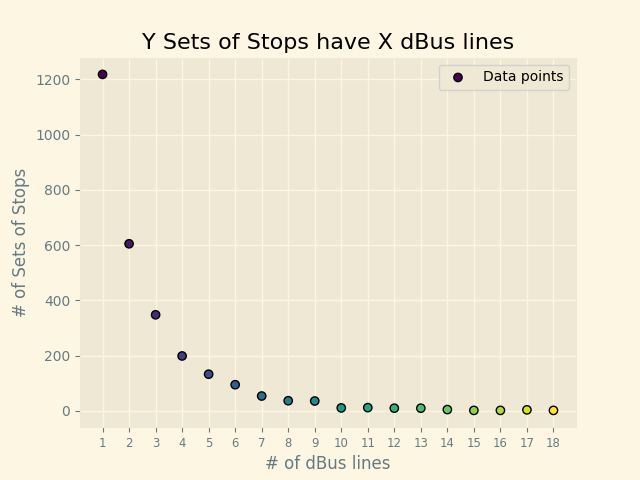 Y Sets of Stops have X dBus lines
Data points
# of Sets of Stops
1200
1000
800
600
400
200
0
1 2 3 4 5 6 7 8 9 10 11 12 13 14 15 16 17 18
# of dBus lines